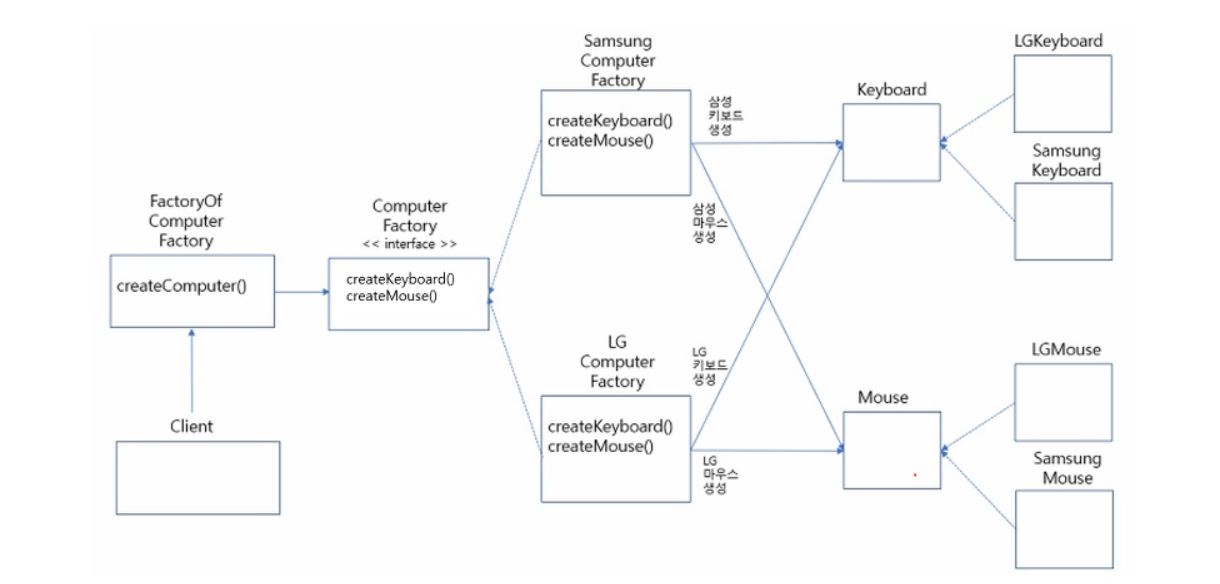 Samsung
Computer
Factory
createKeyboard()
createMouse()
삼성
키보드
생성
삼성
마우스
생성
Keyboard
LGKeyboard
Samsung
Keyboard
FactoryOf
Computer
Factory
createComputer()
Computer
Factory
<< interface >>
createKeyboard()
createMouse()
Client
LG
Computer
Factory
createKeyboard()
createMouse()
LG
키보드
생성
LG
마우스
생성
Mouse
LGMouse
Samsung
Mouse